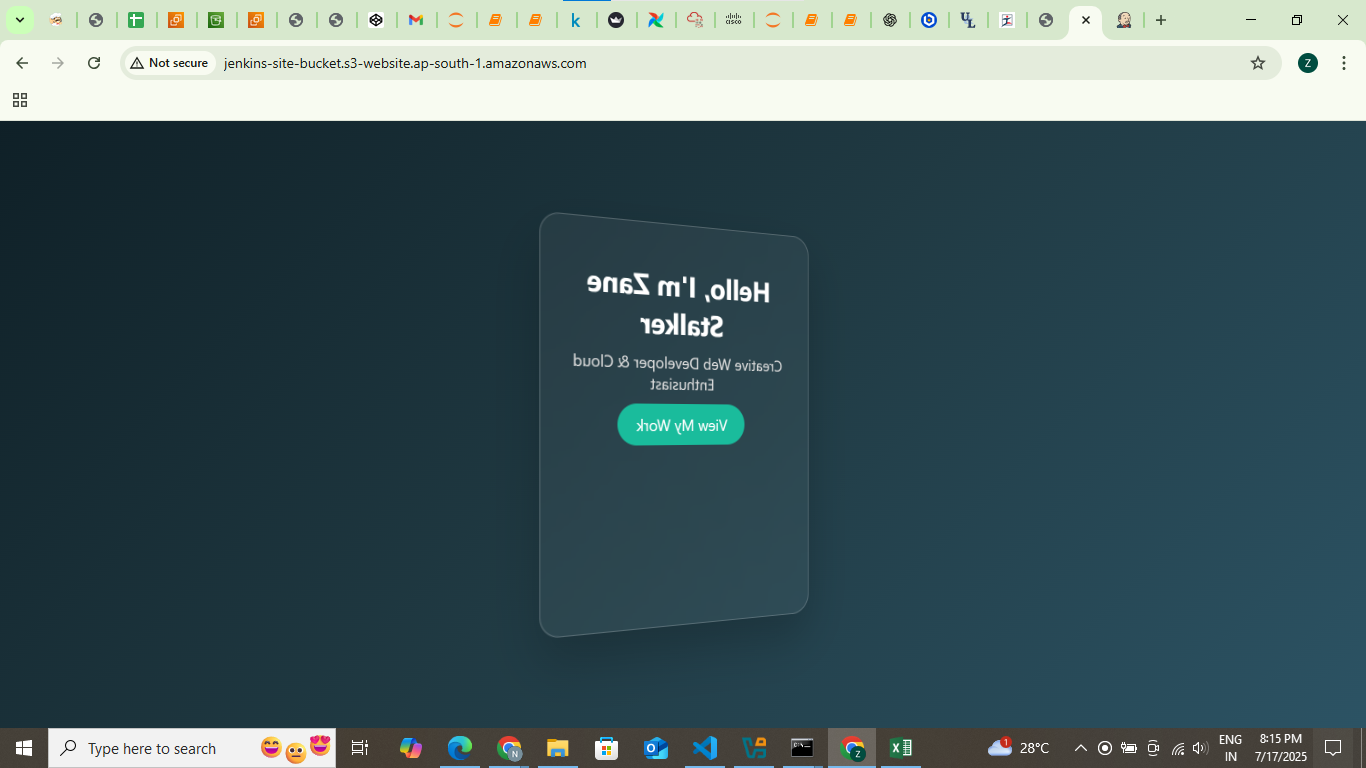 Not secure
jenkins-site-bucket.s3-website.ap-south-1.amazonaws.com
Z
Hello, I'm Zane
Stalker
Creative Web Developer & Cloud
Enthusiast
View My Work
Type here to search
N
Z
1
28°C
ENG
IN
8:15 PM
7/17/2025